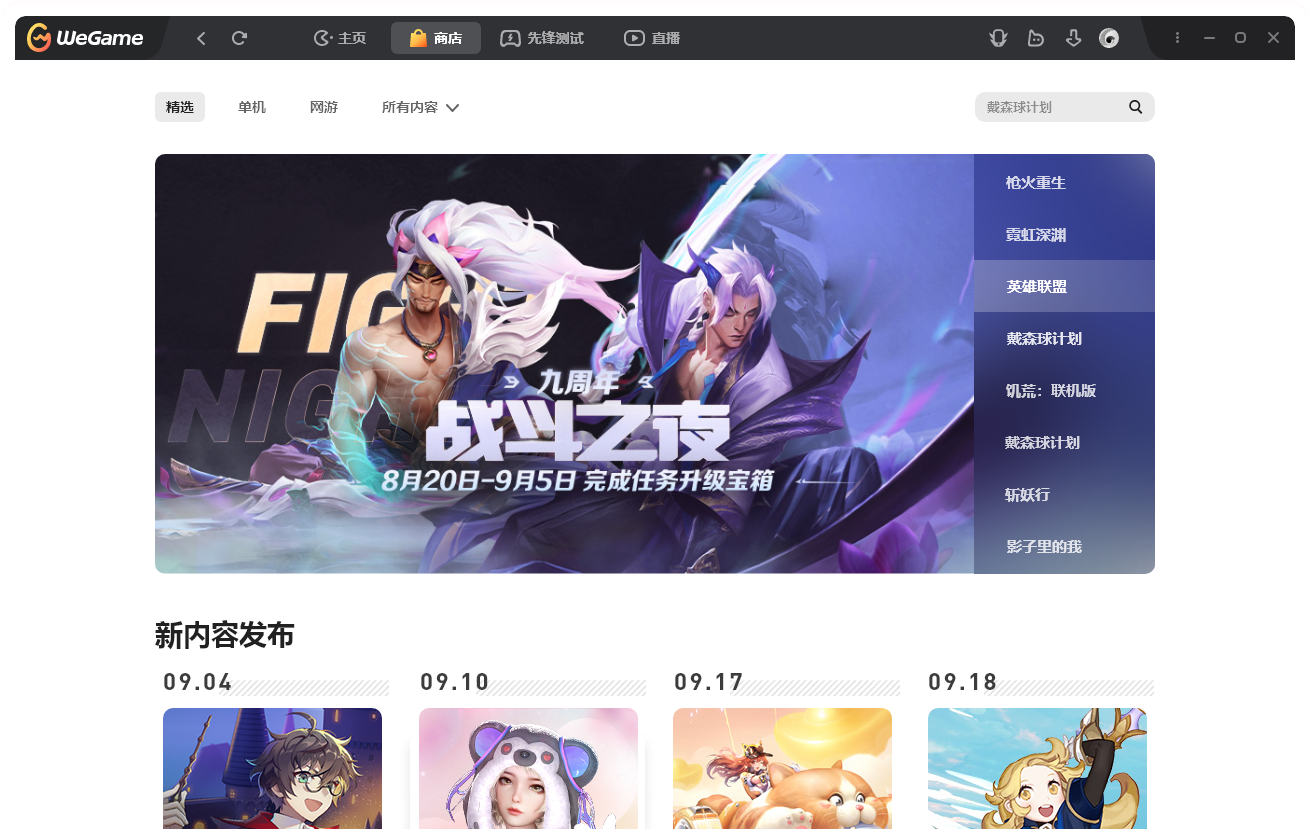 WeGame
主页
商店
先锋测试
直播
精选
单机
网游
所有内容
戴森球计划
FIG
NIGH
九周年
战斗之夜
8月20日-9月5日 完成任务升级宝箱
枪火重生
霓虹深渊
英雄联盟
戴森球计划
饥荒：联机版
戴森球计划
斩妖行
影子里的我
新内容发布
09.04
09.10
09.17
09.18